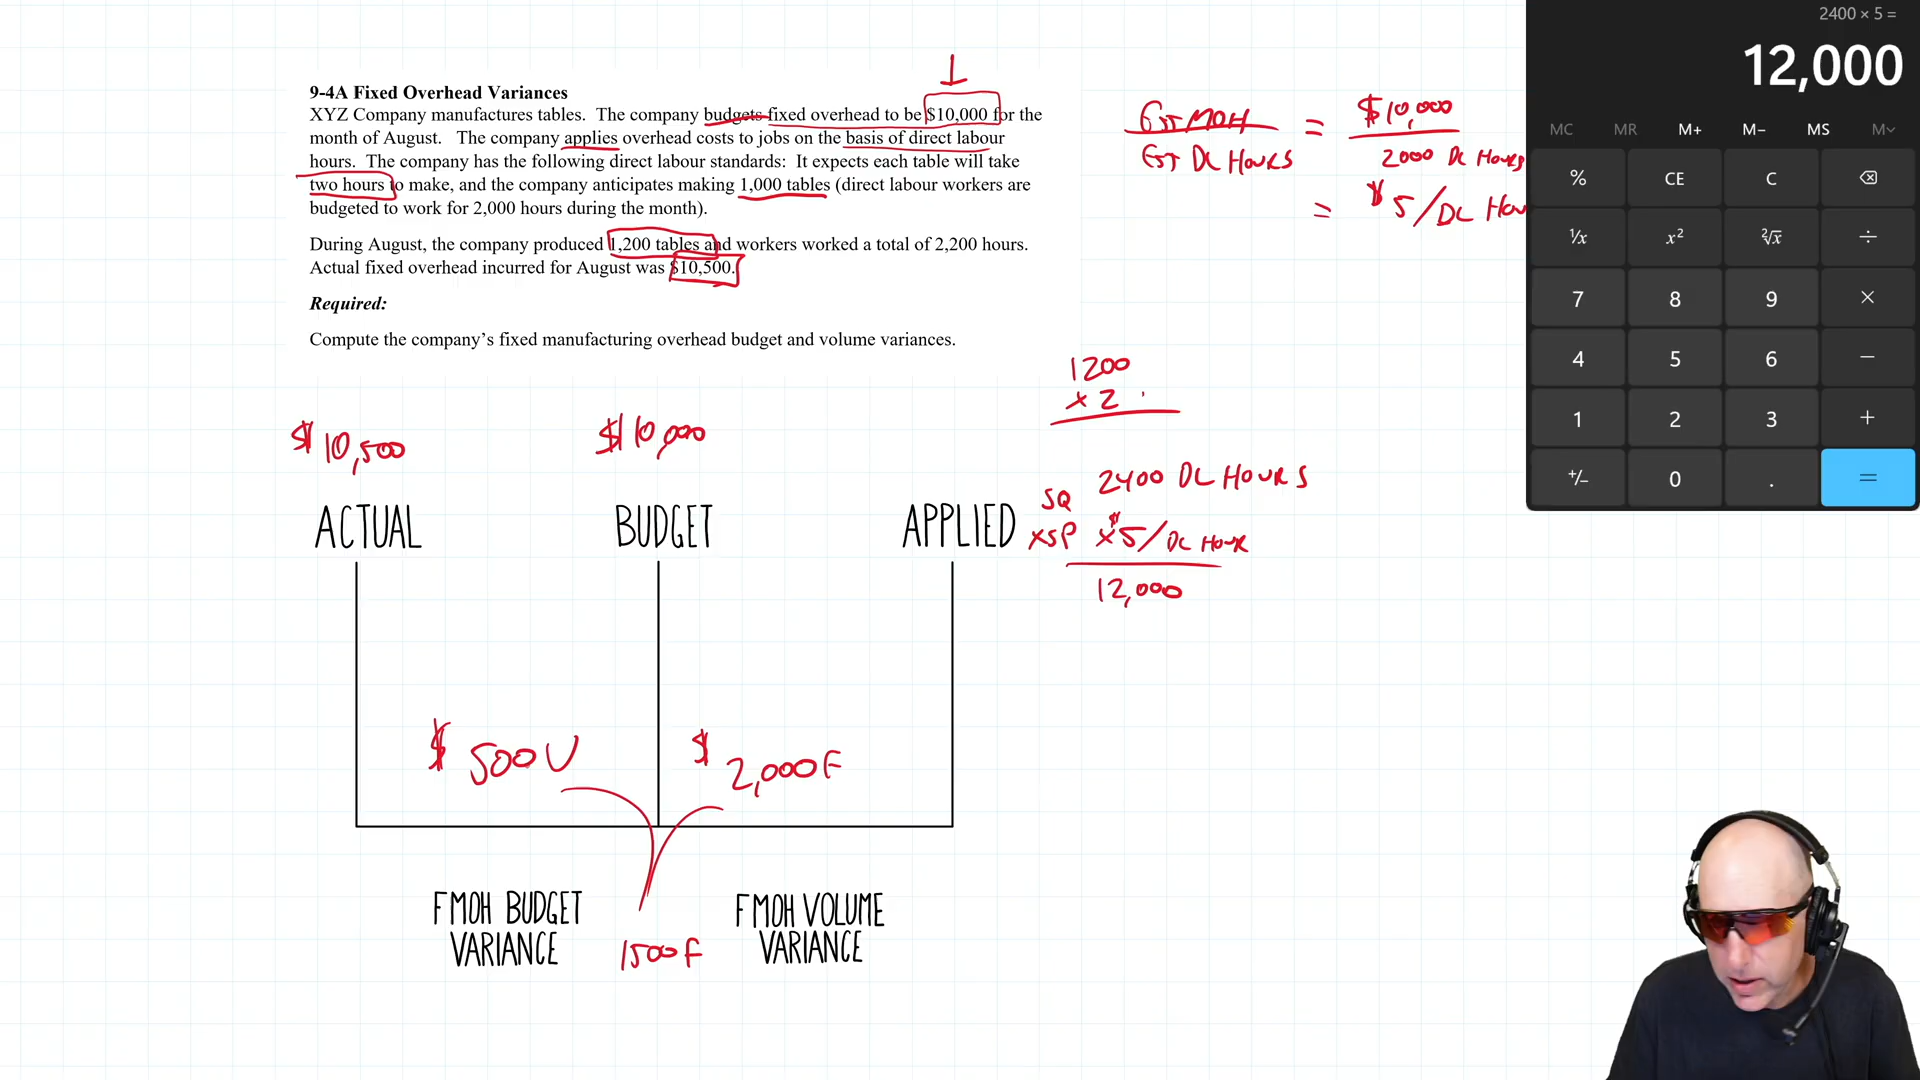 9-4A Fixed Overhead Variances
XYZ Company manufactures tables. The company budgets fixed overhead to be $10,000 for the
month of August. The company applies overhead costs to jobs on the basis of direct labour
hours. The company has the following direct labour standards: It expects each table will take
two hours to make, and the company anticipates making 1,000 tables (direct labour workers are
budgeted to work for 2,000 hours during the month).
During August, the company produced 1,200 tables and workers worked a total of 2,200 hours.
Actual fixed overhead incurred for August was $10,500.
Required:
Compute the company's fixed manufacturing overhead budget and volume variances.
EST MOH = $10,000
EST DL HOURS 2000 DL HOURS
= $5/DL HOU
1200
x 2
$10,500
$10,000
SQ 2400 DL HOURS
ACTUAL
BUDGET
APPLIED
xSP x$5/DL HOUR
12,000
$ 500U
$ 2,000F
FMOH BUDGET
VARIANCE
1500F
FMOH VOLUME
VARIANCE
2400 × 5 =
12,000
MC MR M+ M− MS M˅
% CE C
¹/x x² ²√x ÷
7 8 9 ×
4 5 6 −
1 2 3 +
+/− 0 . =